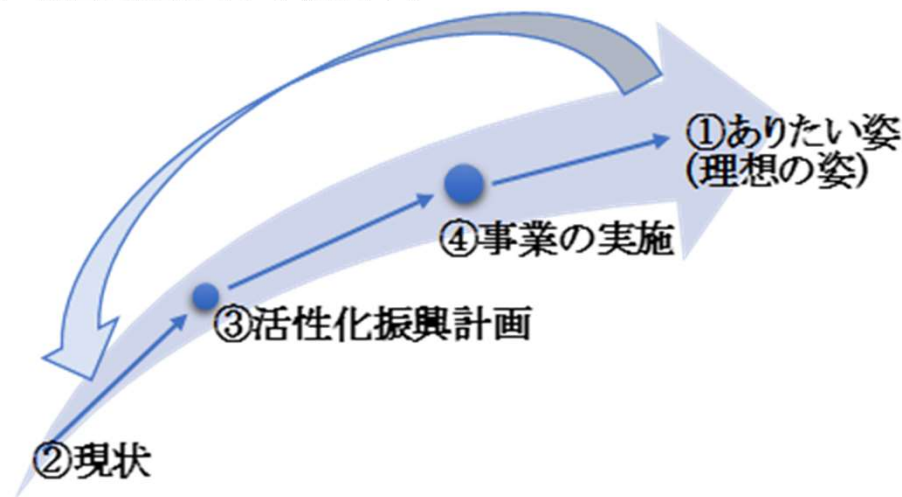 ①ありたい姿
(理想の姿)
④事業の実施
③活性化振興計画
②現状